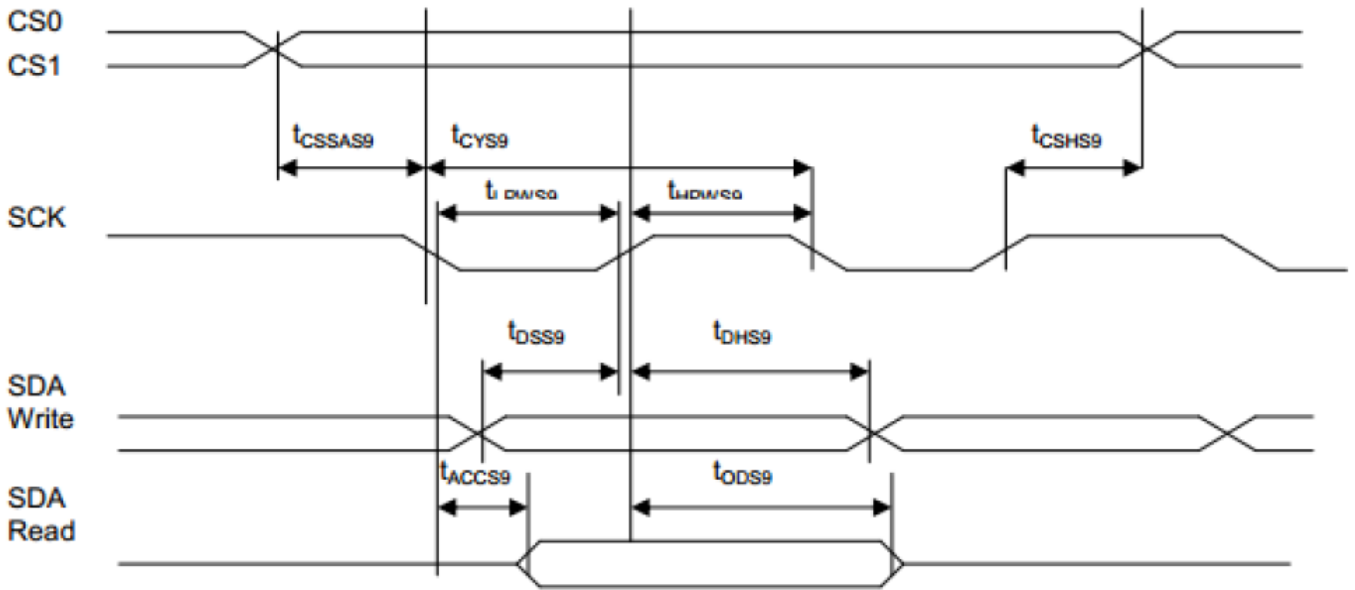 CS0
CS1
tCSSAS9
tCYS9
tCSHS9
SCK
tDSS9
tDHS9
SDA
Write
tACCS9
tODS9
SDA
Read